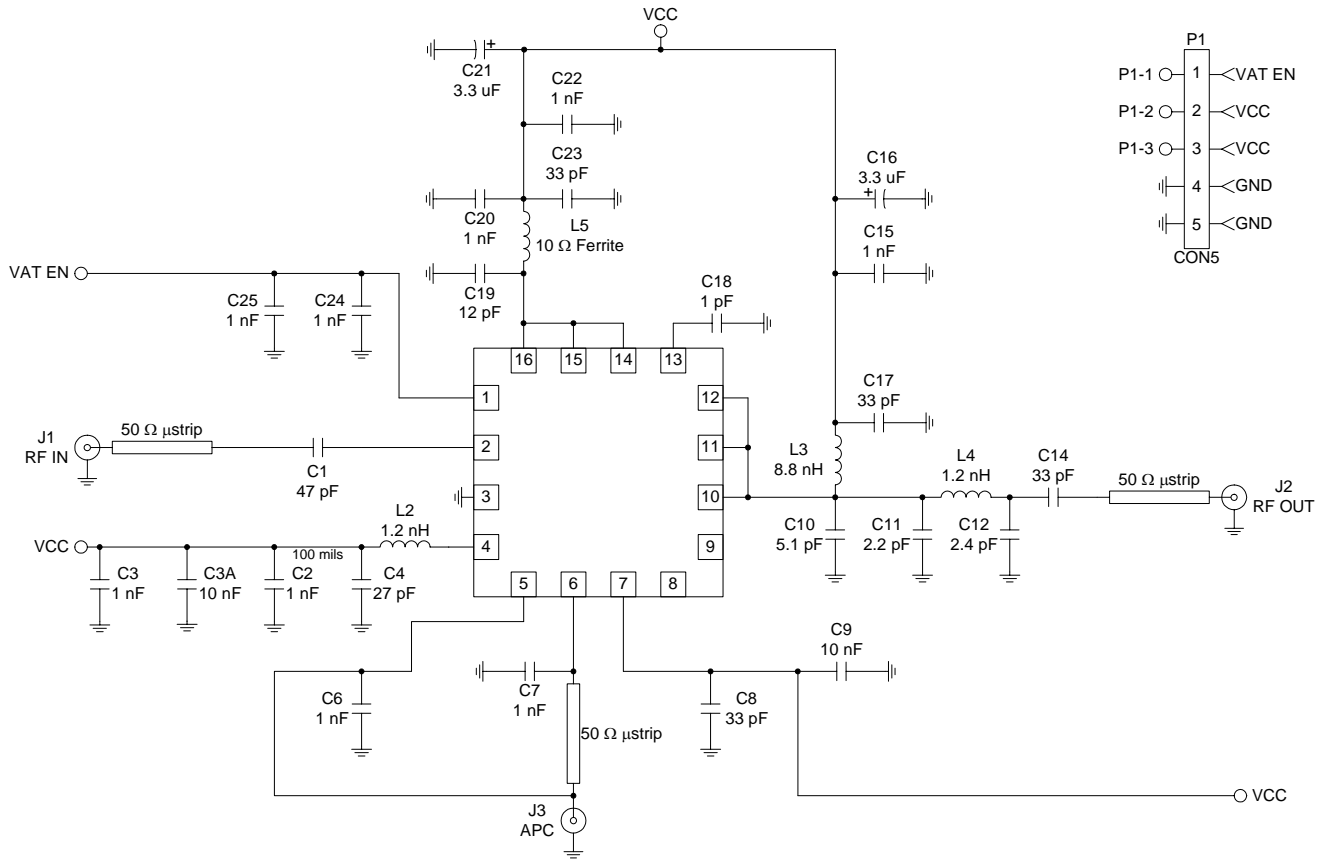 VCC
P1
C21
3.3 uF
+
C22
1 nF
P1-1
1
VAT EN
P1-2
2
VCC
P1-3
3
VCC
4
GND
5
GND
CON5
C23
33 pF
C16
3.3 uF
+
C20
1 nF
L5
10 Ω Ferrite
C15
1 nF
VAT EN
C25
1 nF
C24
1 nF
C19
12 pF
C18
1 pF
16
15
14
13
1
12
C17
33 pF
J1
RF IN
50 Ω µstrip
C1
47 pF
2
11
L3
8.8 nH
L4
1.2 nH
C14
33 pF
50 Ω µstrip
J2
RF OUT
3
10
C10
5.1 pF
C11
2.2 pF
C12
2.4 pF
L2
1.2 nH
VCC
100 mils
4
9
C3
1 nF
C3A
10 nF
C2
1 nF
C4
27 pF
5
6
7
8
C9
10 nF
C6
1 nF
C7
1 nF
C8
33 pF
50 Ω µstrip
J3
APC
VCC